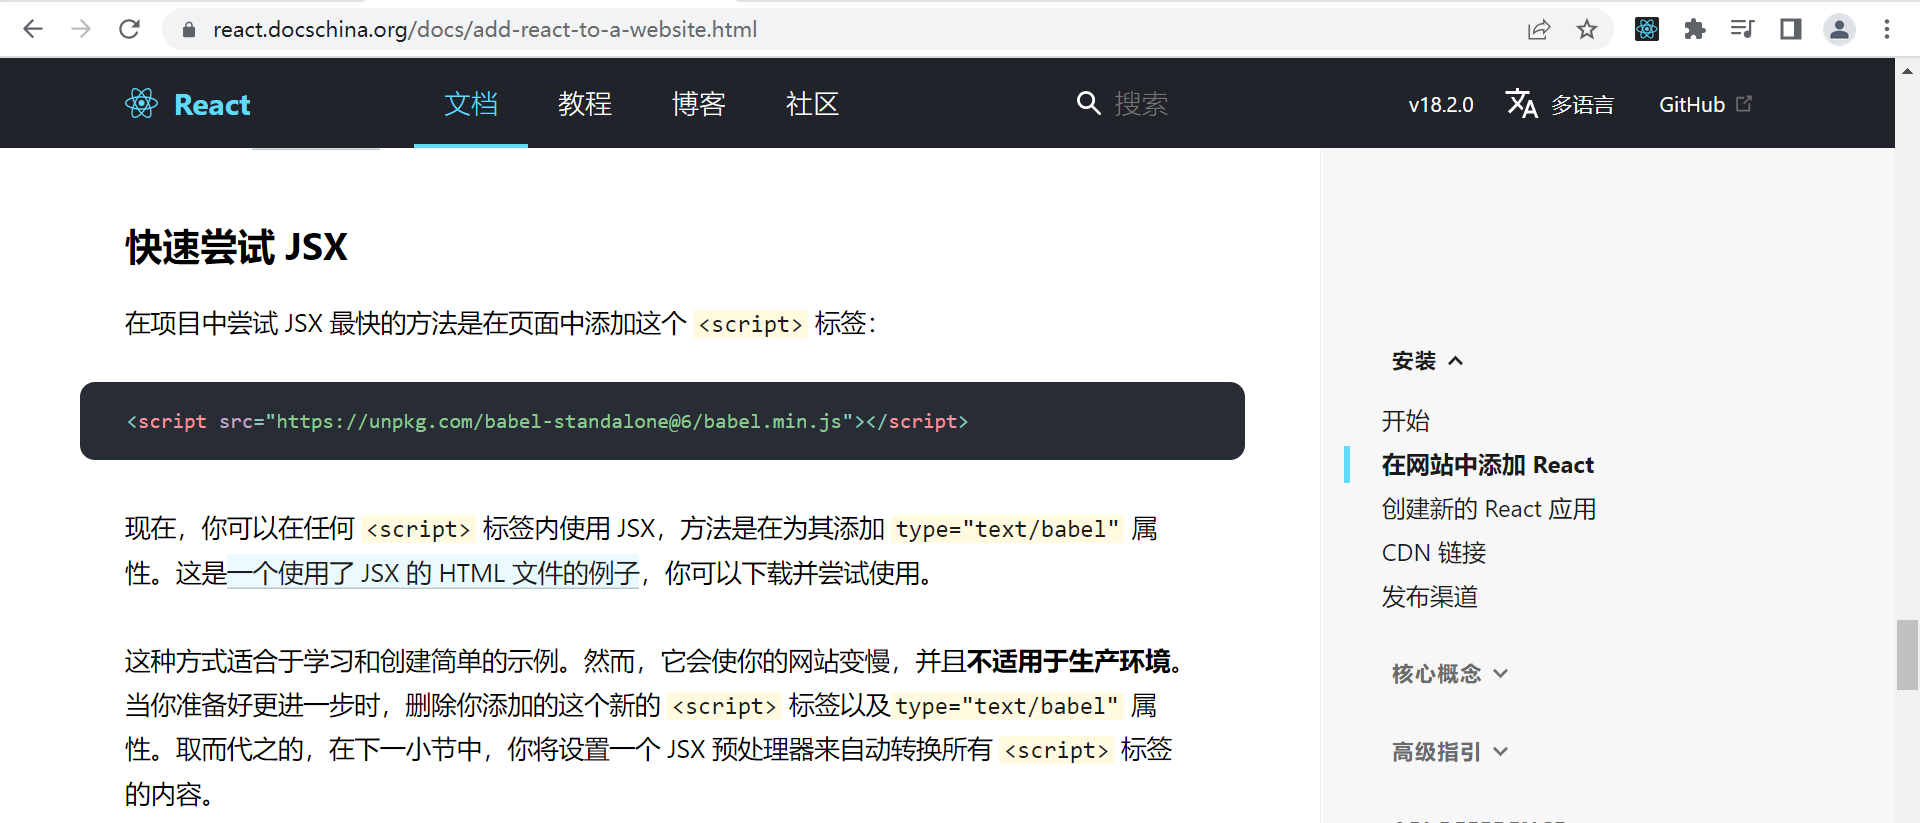 react.docschina.org/docs/add-react-to-a-website.html
React 文档 教程 博客 社区 搜索 v18.2.0 多语言 GitHub
快速尝试 JSX
在项目中尝试 JSX 最快的方法是在页面中添加这个 <script> 标签：
<script src="https://unpkg.com/babel-standalone@6/babel.min.js"></script>
现在，你可以在任何 <script> 标签内使用 JSX，方法是在为其添加 type="text/babel" 属
性。这是一个使用了 JSX 的 HTML 文件的例子，你可以下载并尝试使用。
这种方式适合于学习和创建简单的示例。然而，它会使你的网站变慢，并且不适用于生产环境。
当你准备好更进一步时，删除你添加的这个新的 <script> 标签以及 type="text/babel" 属
性。取而代之的，在下一小节中，你将设置一个 JSX 预处理器来自动转换所有 <script> 标签
的内容。
安装
开始
在网站中添加 React
创建新的 React 应用
CDN 链接
发布渠道
核心概念
高级指引